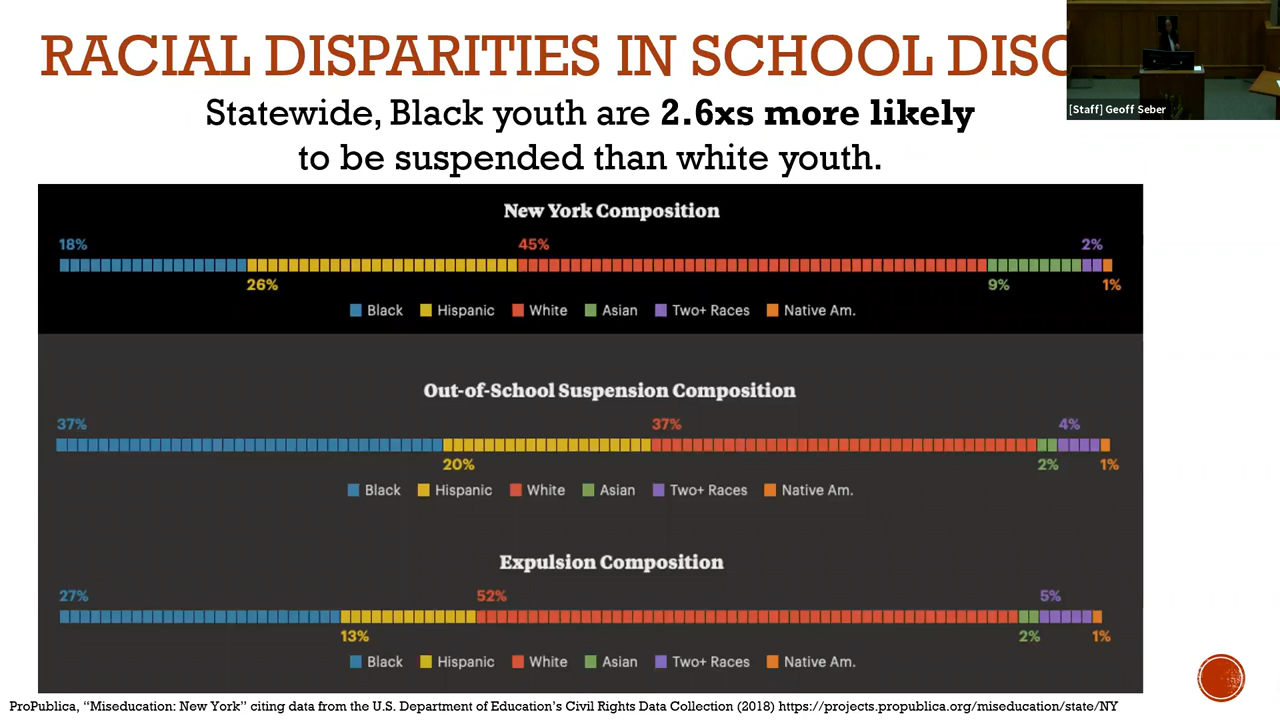 RACIAL DISPARITIES IN SCHOOL DISC
[Staff] Geoff Seber
Statewide, Black youth are 2.6xs more likely
to be suspended than white youth.
New York Composition
18% 45% 2%
26% 9% 1%
Black Hispanic White Asian Two+ Races Native Am.
Out-of-School Suspension Composition
37% 37% 4%
20% 2% 1%
Black Hispanic White Asian Two+ Races Native Am.
Expulsion Composition
27% 52% 5%
13% 2% 1%
Black Hispanic White Asian Two+ Races Native Am.
ProPublica, “Miseducation: New York” citing data from the U.S. Department of Education’s Civil Rights Data Collection (2018) https://projects.propublica.org/miseducation/state/NY